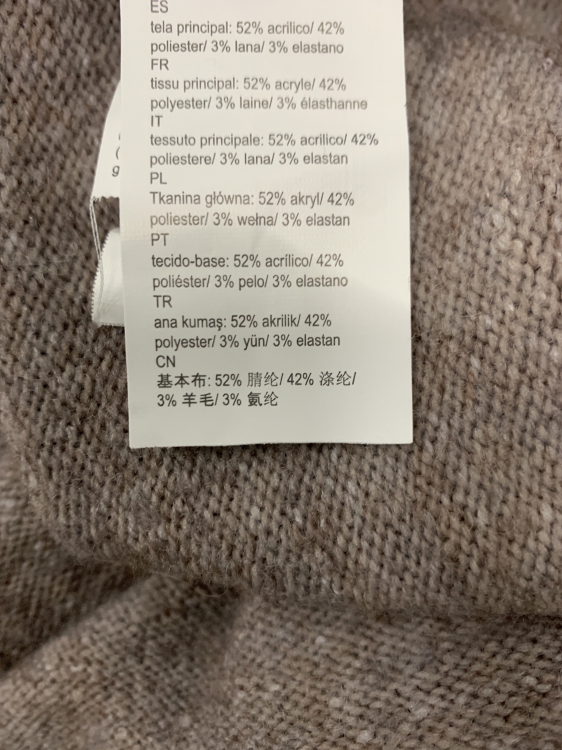 ES
tela principal: 52% acrilico/ 42%
poliester/ 3% lana/ 3% elastano
FR
tissu principal: 52% acryle/ 42%
polyester/ 3% laine/ 3% élasthanne
IT
tessuto principale: 52% acrilico/ 42%
poliestere/ 3% lana/ 3% elastan
PL
Tkanina główna: 52% akryl/ 42%
poliester/ 3% wełna/ 3% elastan
PT
tecido-base: 52% acrílico/ 42%
poliéster/ 3% pelo/ 3% elastano
TR
ana kumaş: 52% akrilik/ 42%
polyester/ 3% yün/ 3% elastan
CN
基本布: 52% 腈纶/ 42% 涤纶/
3% 羊毛/ 3% 氨纶